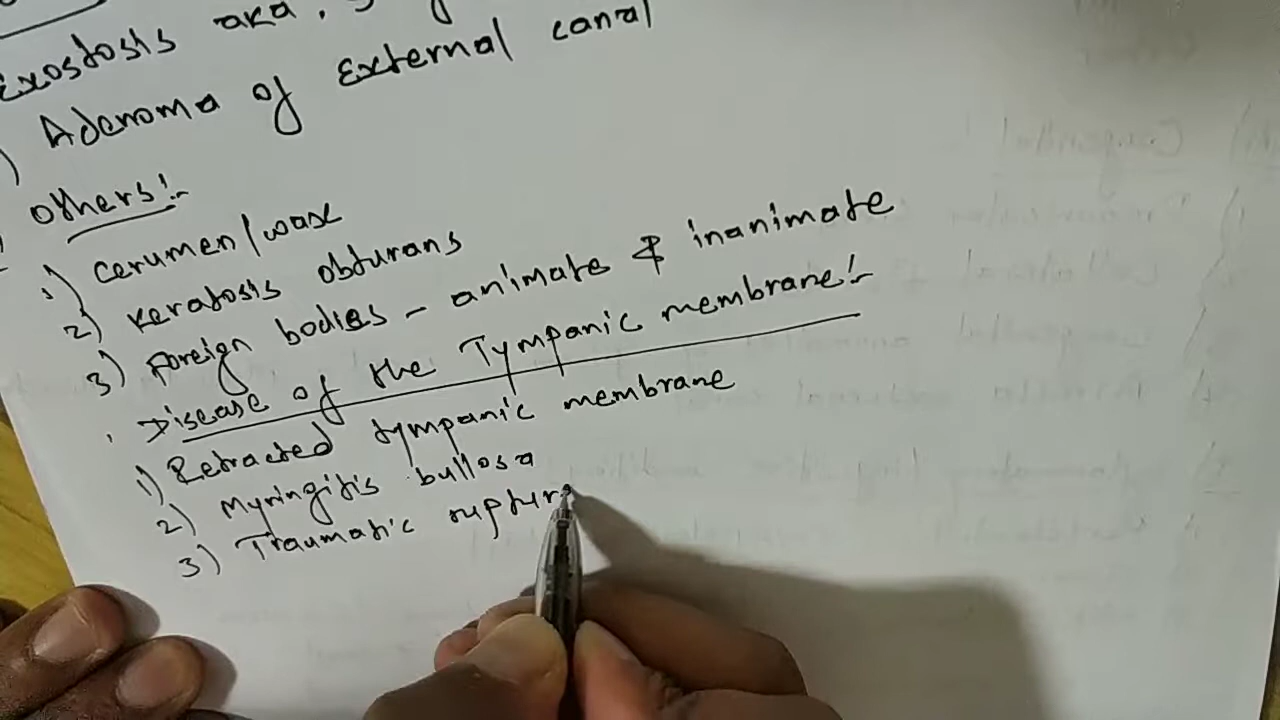 Exostosis aka.
Adenoma of External canal
others:-
1) Cerumen/wax
2) Keratosis obturans
3) Foreign bodies - animate & inanimate
Disease of the Tympanic membrane:-
1) Retracted tympanic membrane
2) Myringitis bullosa
3) Traumatic rupture